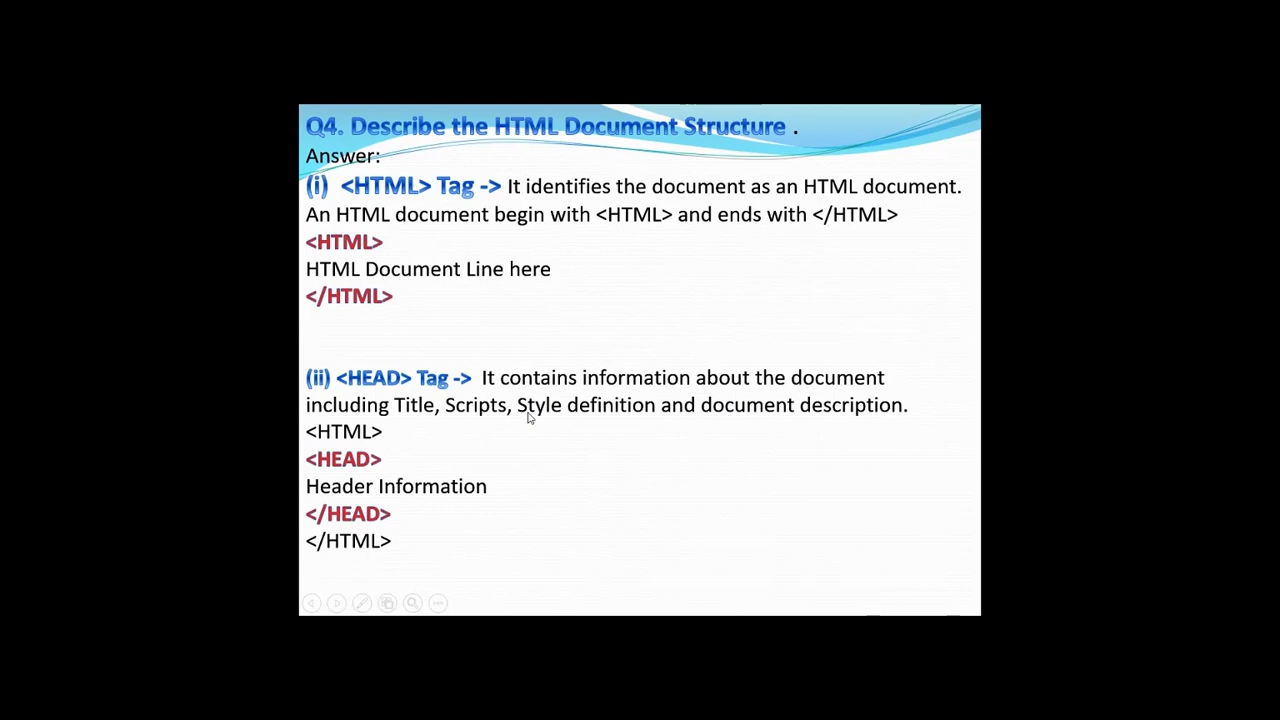 Q4. Describe the HTML Document Structure .
Answer:
(i) <HTML> Tag -> It identifies the document as an HTML document.
An HTML document begin with <HTML> and ends with </HTML>
<HTML>
HTML Document Line here
</HTML>
(ii) <HEAD> Tag -> It contains information about the document
including Title, Scripts, Style definition and document description.
<HTML>
<HEAD>
Header Information
</HEAD>
</HTML>